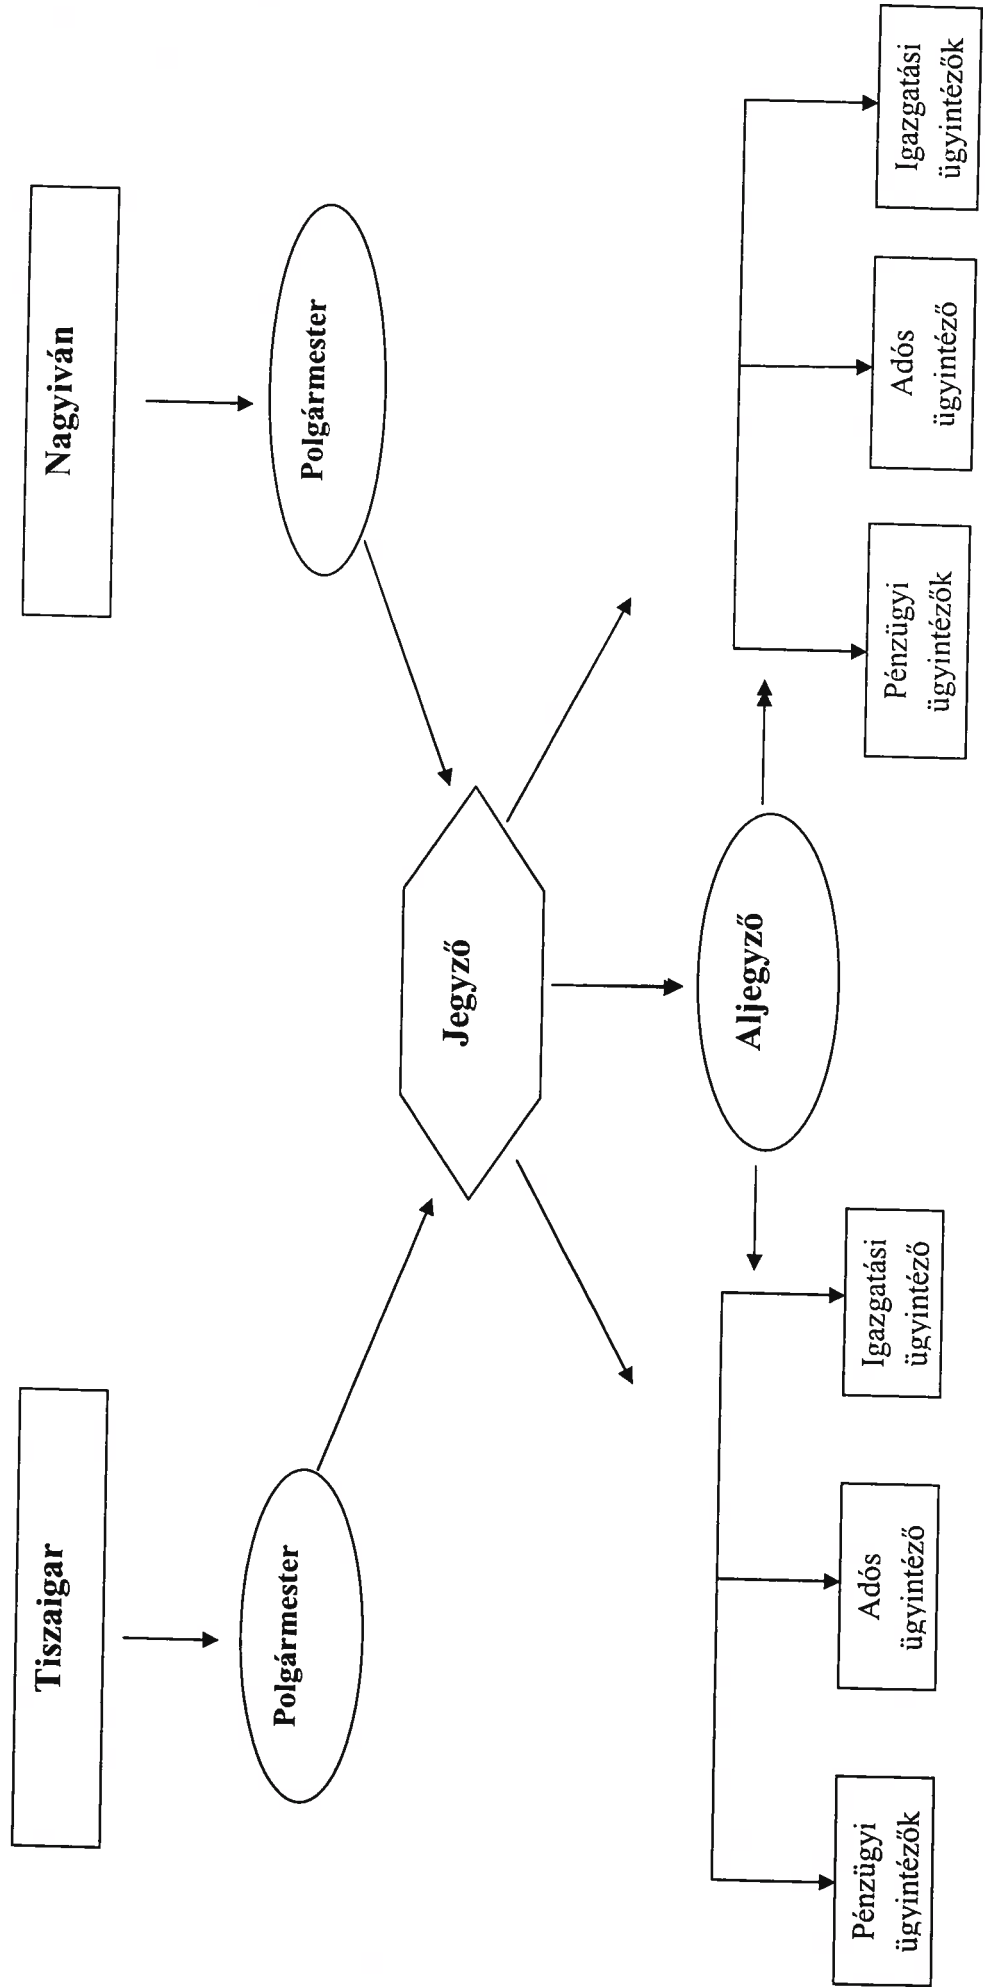 Tiszaigar
Nagyiván
Polgármester
Polgármester
Jegyző
Aljegyző
Pénzügyi
ügyintézők
Adós
ügyintéző
Igazgatási
ügyintéző
Pénzügyi
ügyintézők
Adós
ügyintéző
Igazgatási
ügyintézők